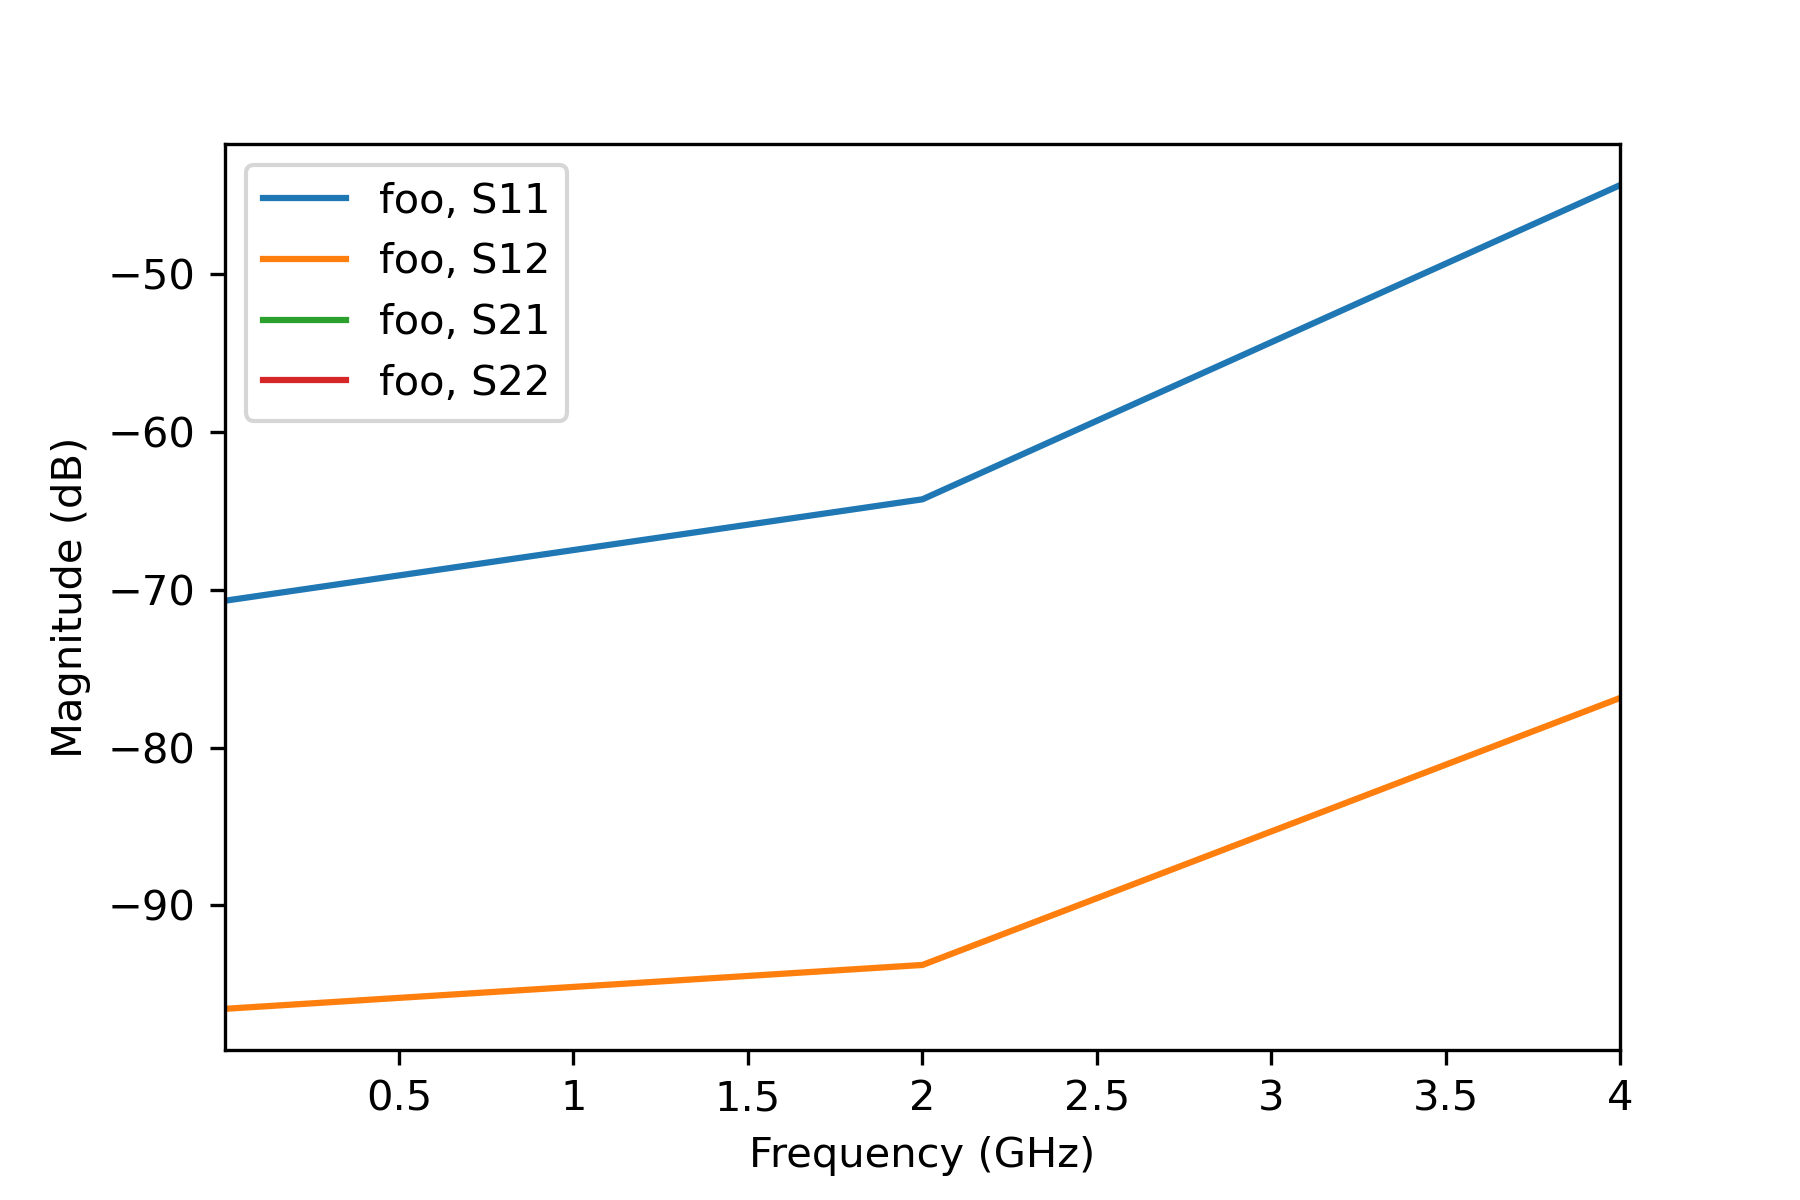 foo, S11
foo, S12
foo, S21
foo, S22
−50
−60
−70
−80
−90
Magnitude (dB)
0.5 1 1.5 2 2.5 3 3.5 4
Frequency (GHz)